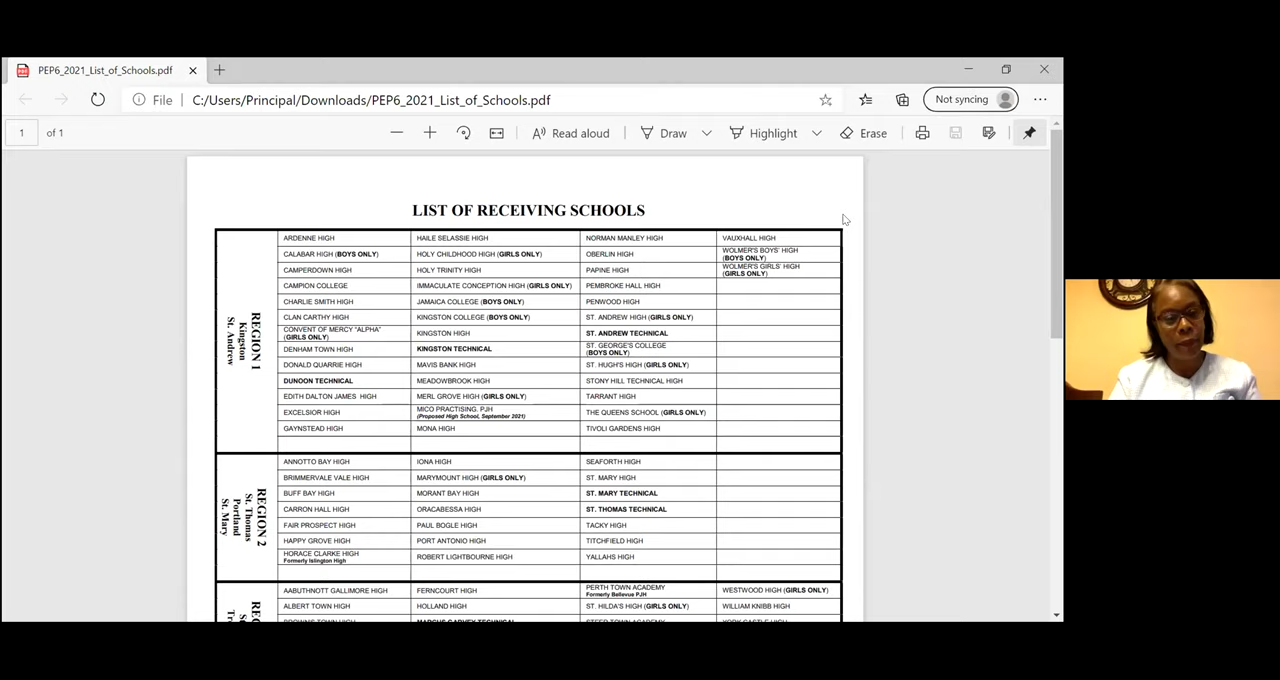 PEP6_2021_List_of_Schools.pdf
File C:/Users/Principal/Downloads/PEP6_2021_List_of_Schools.pdf Not syncing
1 of 1 Read aloud Draw Highlight Erase
LIST OF RECEIVING SCHOOLS
REGION 1
Kingston
St. Andrew
ARDENNE HIGH HAILE SELASSIE HIGH NORMAN MANLEY HIGH VAUXHALL HIGH
CALABAR HIGH (BOYS ONLY) HOLY CHILDHOOD HIGH (GIRLS ONLY) OBERLIN HIGH WOLMER'S BOYS' HIGH
(BOYS ONLY)
CAMPERDOWN HIGH HOLY TRINITY HIGH PAPINE HIGH WOLMER'S GIRLS' HIGH
(GIRLS ONLY)
CAMPION COLLEGE IMMACULATE CONCEPTION HIGH (GIRLS ONLY) PEMBROKE HALL HIGH
CHARLIE SMITH HIGH JAMAICA COLLEGE (BOYS ONLY) PENWOOD HIGH
CLAN CARTHY HIGH KINGSTON COLLEGE (BOYS ONLY) ST. ANDREW HIGH (GIRLS ONLY)
CONVENT OF MERCY "ALPHA"
(GIRLS ONLY) KINGSTON HIGH ST. ANDREW TECHNICAL
DENHAM TOWN HIGH KINGSTON TECHNICAL ST. GEORGE'S COLLEGE
(BOYS ONLY)
DONALD QUARRIE HIGH MAVIS BANK HIGH ST. HUGH'S HIGH (GIRLS ONLY)
DUNOON TECHNICAL MEADOWBROOK HIGH STONY HILL TECHNICAL HIGH
EDITH DALTON JAMES HIGH MERL GROVE HIGH (GIRLS ONLY) TARRANT HIGH
EXCELSIOR HIGH MICO PRACTISING. PJH THE QUEENS SCHOOL (GIRLS ONLY)
(Proposed High School, September 2021)
GAYNSTEAD HIGH MONA HIGH TIVOLI GARDENS HIGH
REGION 2
St. Thomas
Portland
St. Mary
ANNOTTO BAY HIGH IONA HIGH SEAFORTH HIGH
BRIMMERVALE VALE HIGH MARYMOUNT HIGH (GIRLS ONLY) ST. MARY HIGH
BUFF BAY HIGH MORANT BAY HIGH ST. MARY TECHNICAL
CARRON HALL HIGH ORACABESSA HIGH ST. THOMAS TECHNICAL
FAIR PROSPECT HIGH PAUL BOGLE HIGH TACKY HIGH
HAPPY GROVE HIGH PORT ANTONIO HIGH TITCHFIELD HIGH
HORACE CLARKE HIGH ROBERT LIGHTBOURNE HIGH YALLAHS HIGH
Formerly Islington High
REG
AABUTHNOTT GALLIMORE HIGH FERNCOURT HIGH PERTH TOWN ACADEMY WESTWOOD HIGH (GIRLS ONLY)
Formerly Bellevue PJH
ALBERT TOWN HIGH HOLLAND HIGH ST. HILDA'S HIGH (GIRLS ONLY) WILLIAM KNIBB HIGH